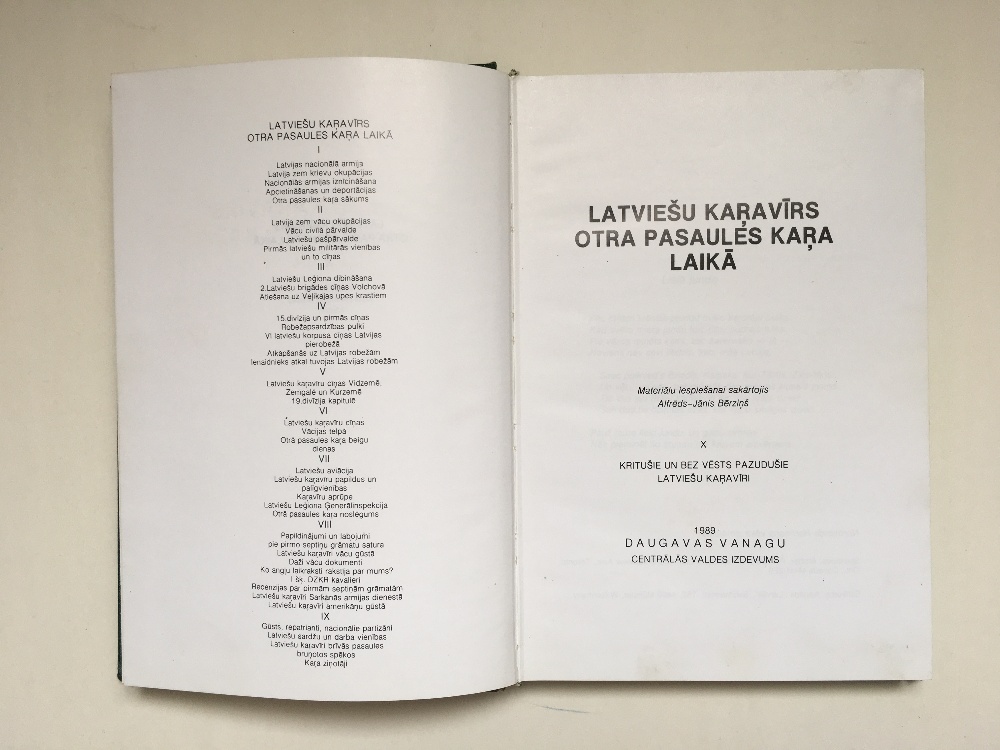 LATVIEŠU KAŖAVĪRS
OTRA PASAULES KAŖA LAIKĀ
I
Latvijas nacionālā armija
Latvija zem krievu okupācijas
Nacionālās armijas iznīcināšana
Apcietināšanas un deportācijas
Otra pasaules kaŗa sākums
II
Latvija zem vācu okupācijas
Vācu civilā pārvalde
Latviešu pašpārvalde
Pirmās latviešu militārās vienības
un to cīņas
III
Latviešu Leģiona dibināšana
2.Latviešu brigādes cīņas Volchovā
Atiešana uz Veļikajas upes krastiem
IV
15.divīzija un pirmās cīņas
Robežapsardzības pulki
VI latviešu korpusa cīņas Latvijas
pierobežā
Atkāpšanās uz Latvijas robežām
Ienaidnieks atkal tuvojas Latvijas robežām
V
Latviešu kaŗavīru cīņas Vidzemē,
Zemgalē un Kurzemē
19.divīzija kapitulē
VI
Latviešu kaŗavīru cīņas
Vācijas telpā
Otrā pasaules kaŗa beigu
dienas
VII
Latviešu aviācija
Latviešu kaŗavīru papildus un
palīgvienības
Kaŗavīru aprūpe
Latviešu Leģiona Ģenerālinspekcija
Otrā pasaules kaŗa noslēgums
VIII
Papildinājumi un labojumi
pie pirmo septiņu grāmatu satura
Latviešu kaŗavīri vācu gūstā
Daži vācu dokumenti
Ko angļu laikraksti rakstīja par mums?
I šķ. DZKR kavalieri
Recenzijas par pirmām septiņām grāmatām
Latviešu kaŗavīri Sarkanās armijas dienestā
Latviešu kaŗavīri amerikāņu gūstā
IX
Gūsts, repatrianti, nacionālie partizāni
Latviešu sardžu un darba vienības
Latviešu kaŗavīri brīvās pasaules
bruņotos spēkos
Kaŗa ziņotāji
LATVIEŠU KAŖAVĪRS
OTRA PASAULES KAŖA
LAIKĀ
Materiālu iespiešanai sakārtojis
Alfrēds-Jānis Bērziņš
X
KRITUŠIE UN BEZ VĒSTS PAZUDUŠIE
LATVIEŠU KAŖAVĪRI
1989
DAUGAVAS VANAGU
CENTRĀLĀS VALDES IZDEVUMS